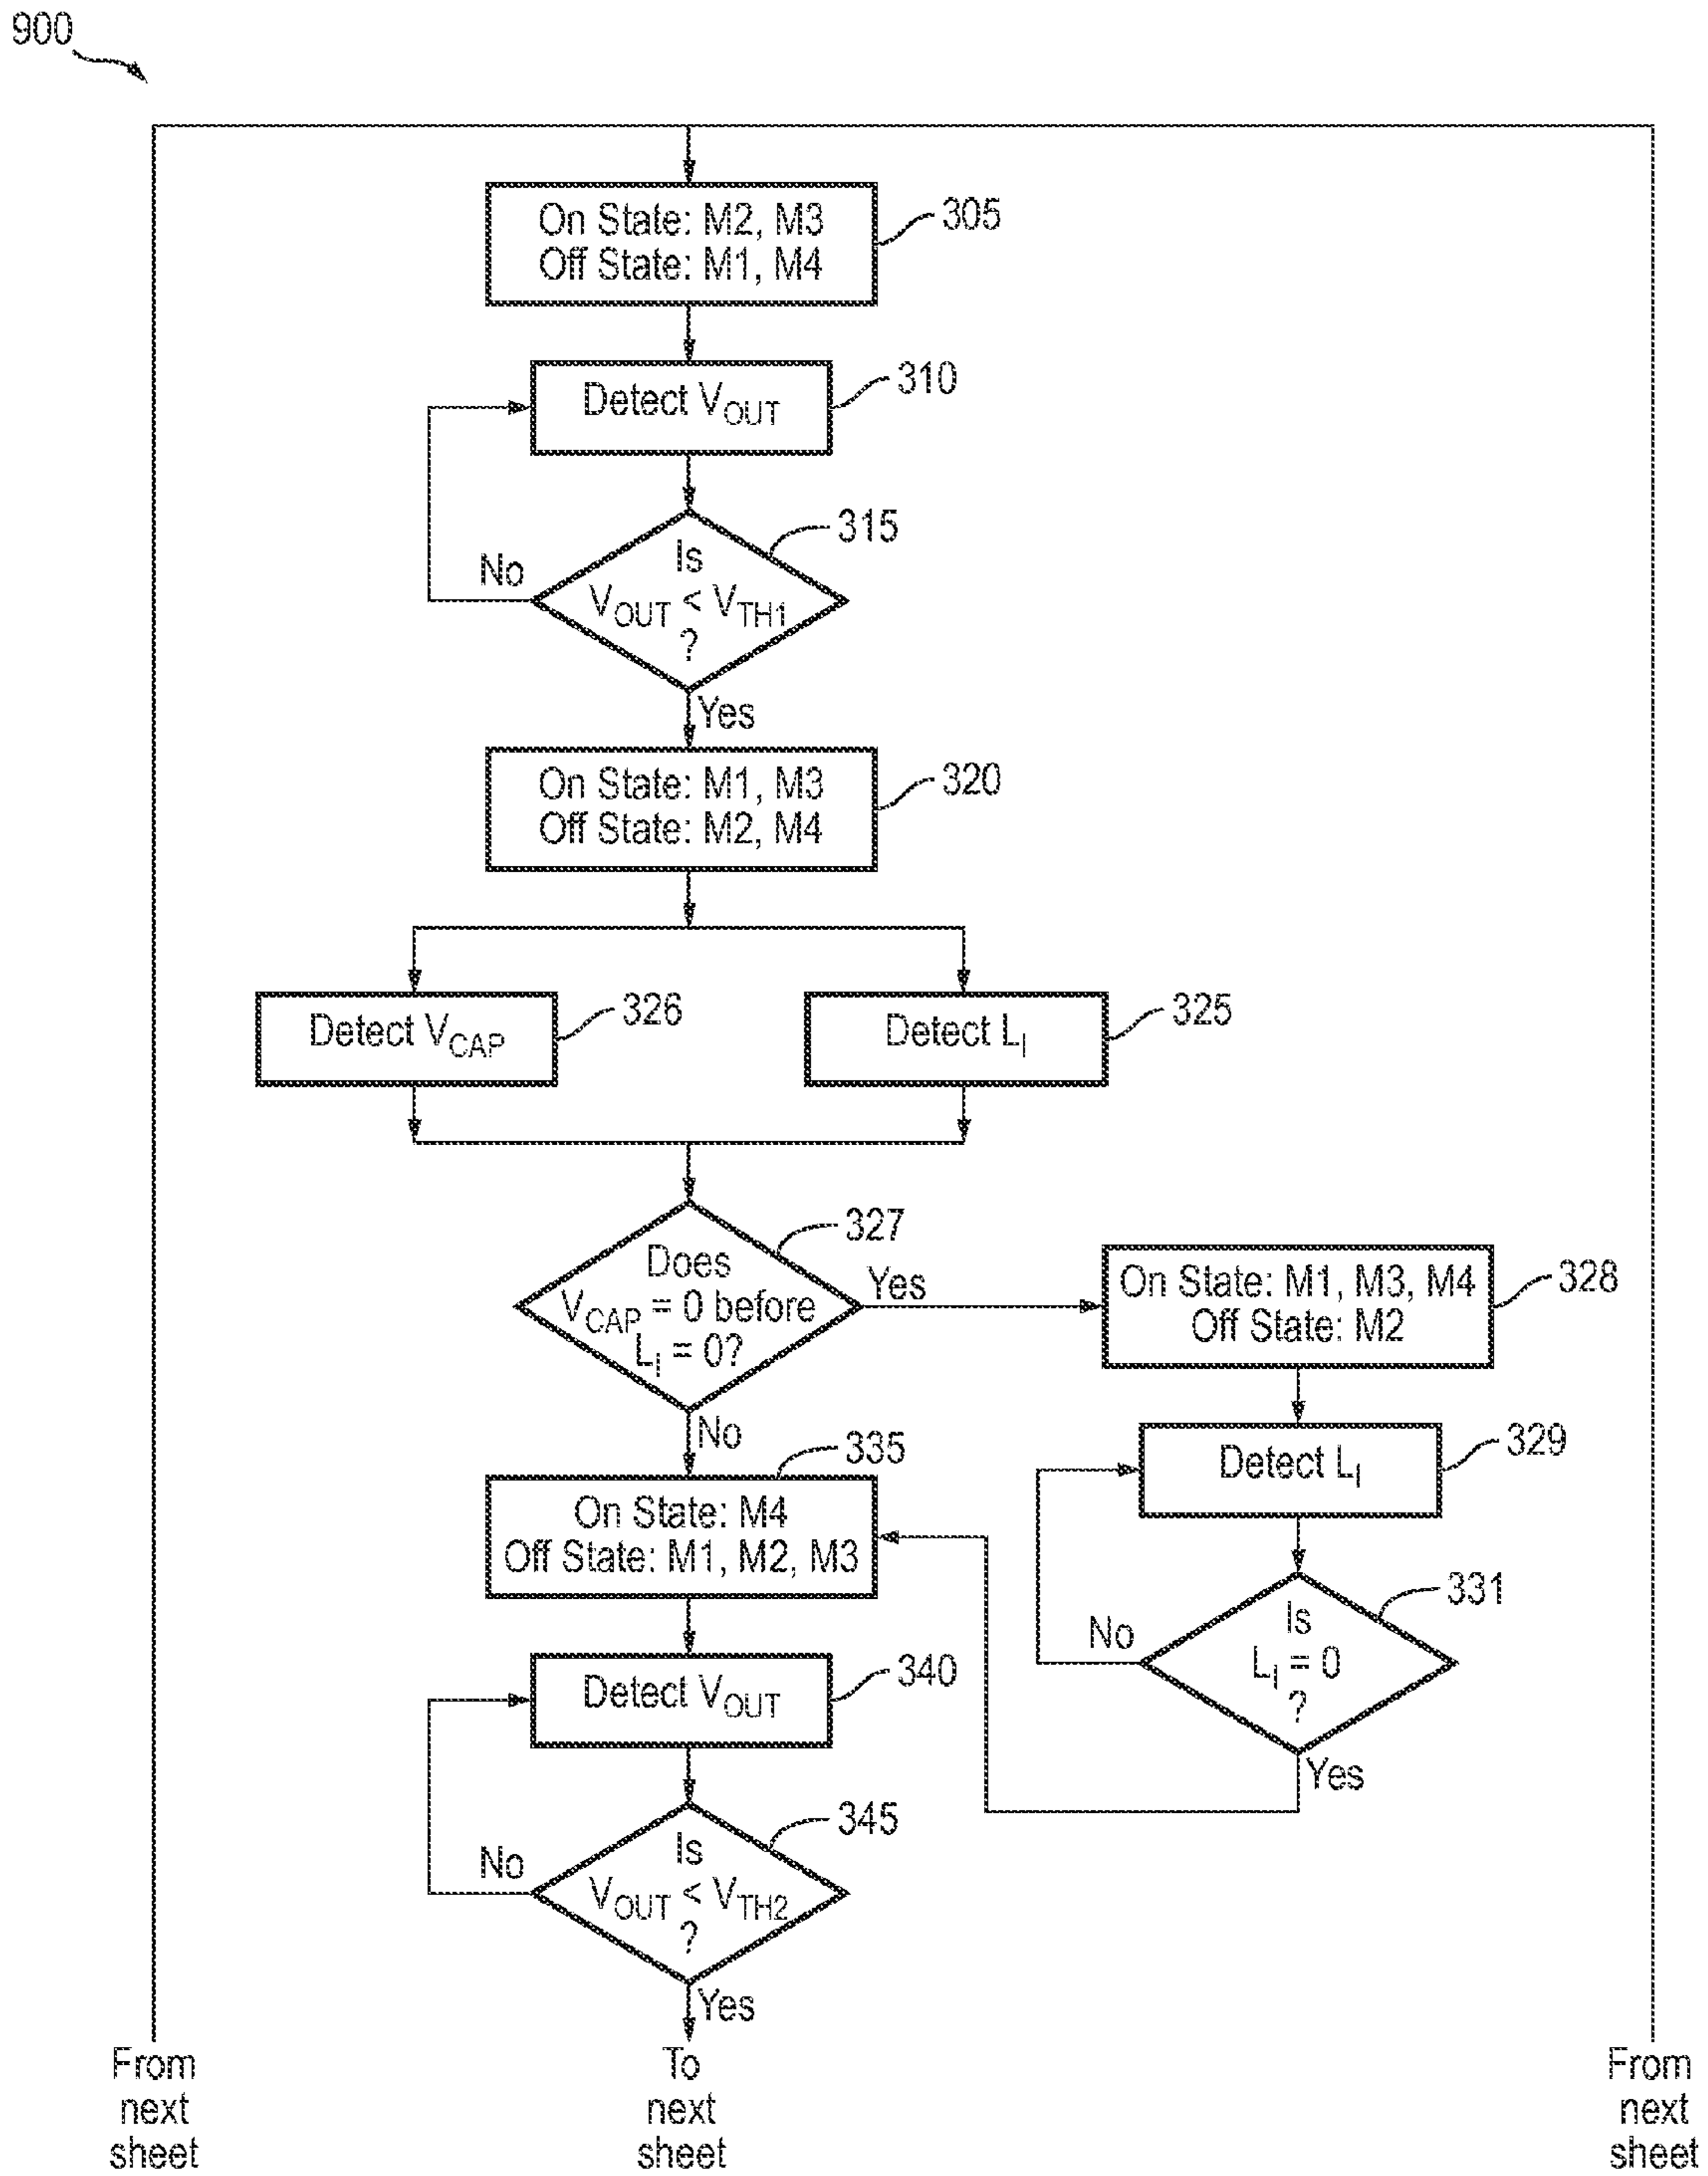 900
On State: M2, M3
Off State: M1, M4
305
Detect VOUT
310
Is
VOUT < VTH1
?
315
No
Yes
On State: M1, M3
Off State: M2, M4
320
Detect VCAP
326
Detect LI
325
Does
VCAP = 0 before
LI = 0?
327
Yes
No
On State: M1, M3, M4
Off State: M2
328
Detect LI
329
Is
LI = 0
?
331
No
Yes
On State: M4
Off State: M1, M2, M3
335
Detect VOUT
340
Is
VOUT < VTH2
?
345
No
Yes
From
next
sheet
To
next
sheet
From
next
sheet